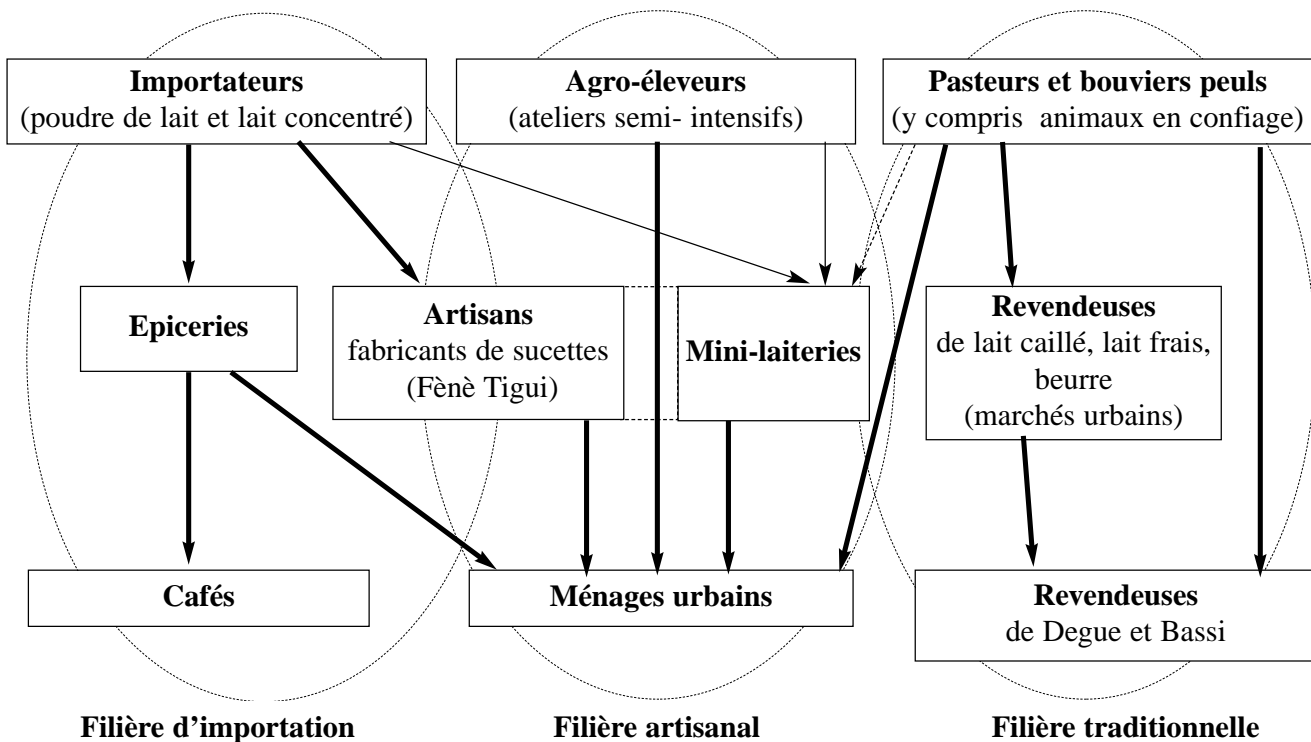 Importateurs
(poudre de lait et lait concentré)
Agro-éleveurs
(ateliers semi- intensifs)
Pasteurs et bouviers peuls
(y compris animaux en confiage)
Epiceries
Artisans
fabricants de sucettes
(Fènè Tigui)
Mini-laiteries
Revendeuses
de lait caillé, lait frais,
beurre
(marchés urbains)
Cafés
Ménages urbains
Revendeuses
de Degue et Bassi
Filière d’importation
Filière artisanal
Filière traditionnelle